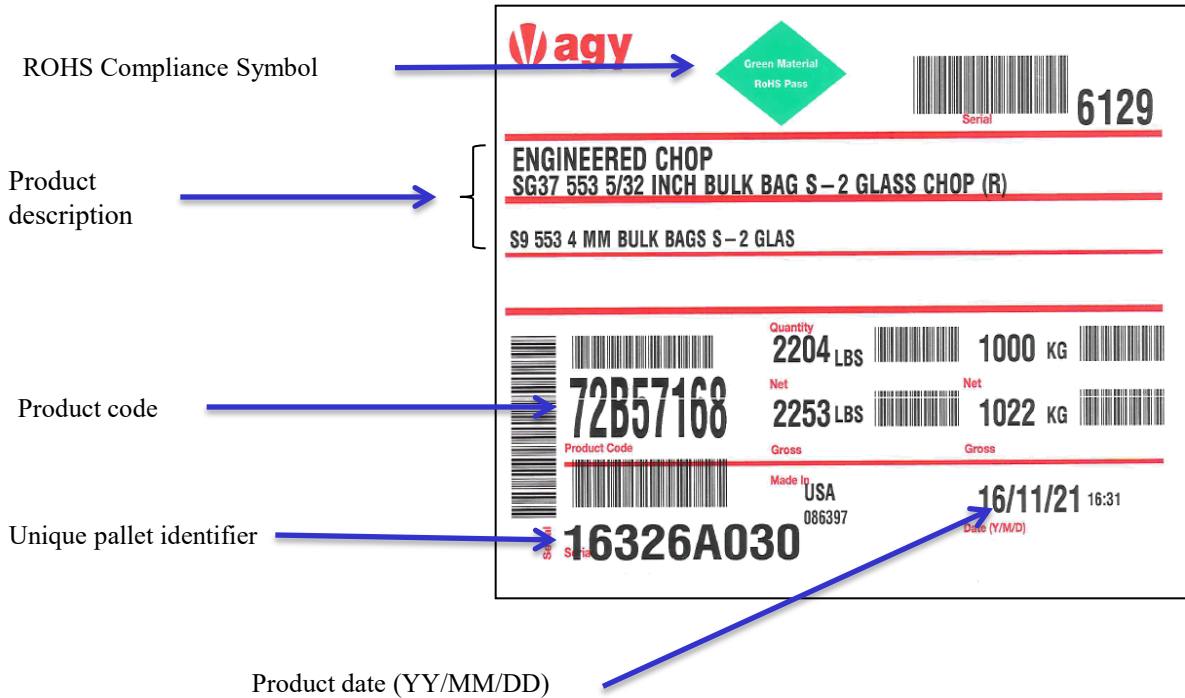 agy
ROHS Compliance Symbol
Green Material
RoHS Pass
Serial
6129
Product
description
ENGINEERED CHOP
SG37 553 5/32 INCH BULK BAG S–2 GLASS CHOP (R)
S9 553 4 MM BULK BAGS S–2 GLAS
Quantity
2204 LBS
1000 KG
Product code
72B57168
Product Code
Net
2253 LBS
Net
1022 KG
Gross
Gross
Unique pallet identifier
Serial
Serial
16326A030
Made In
USA
086397
16/11/21 16:31
Date (Y/M/D)
Product date (YY/MM/DD)